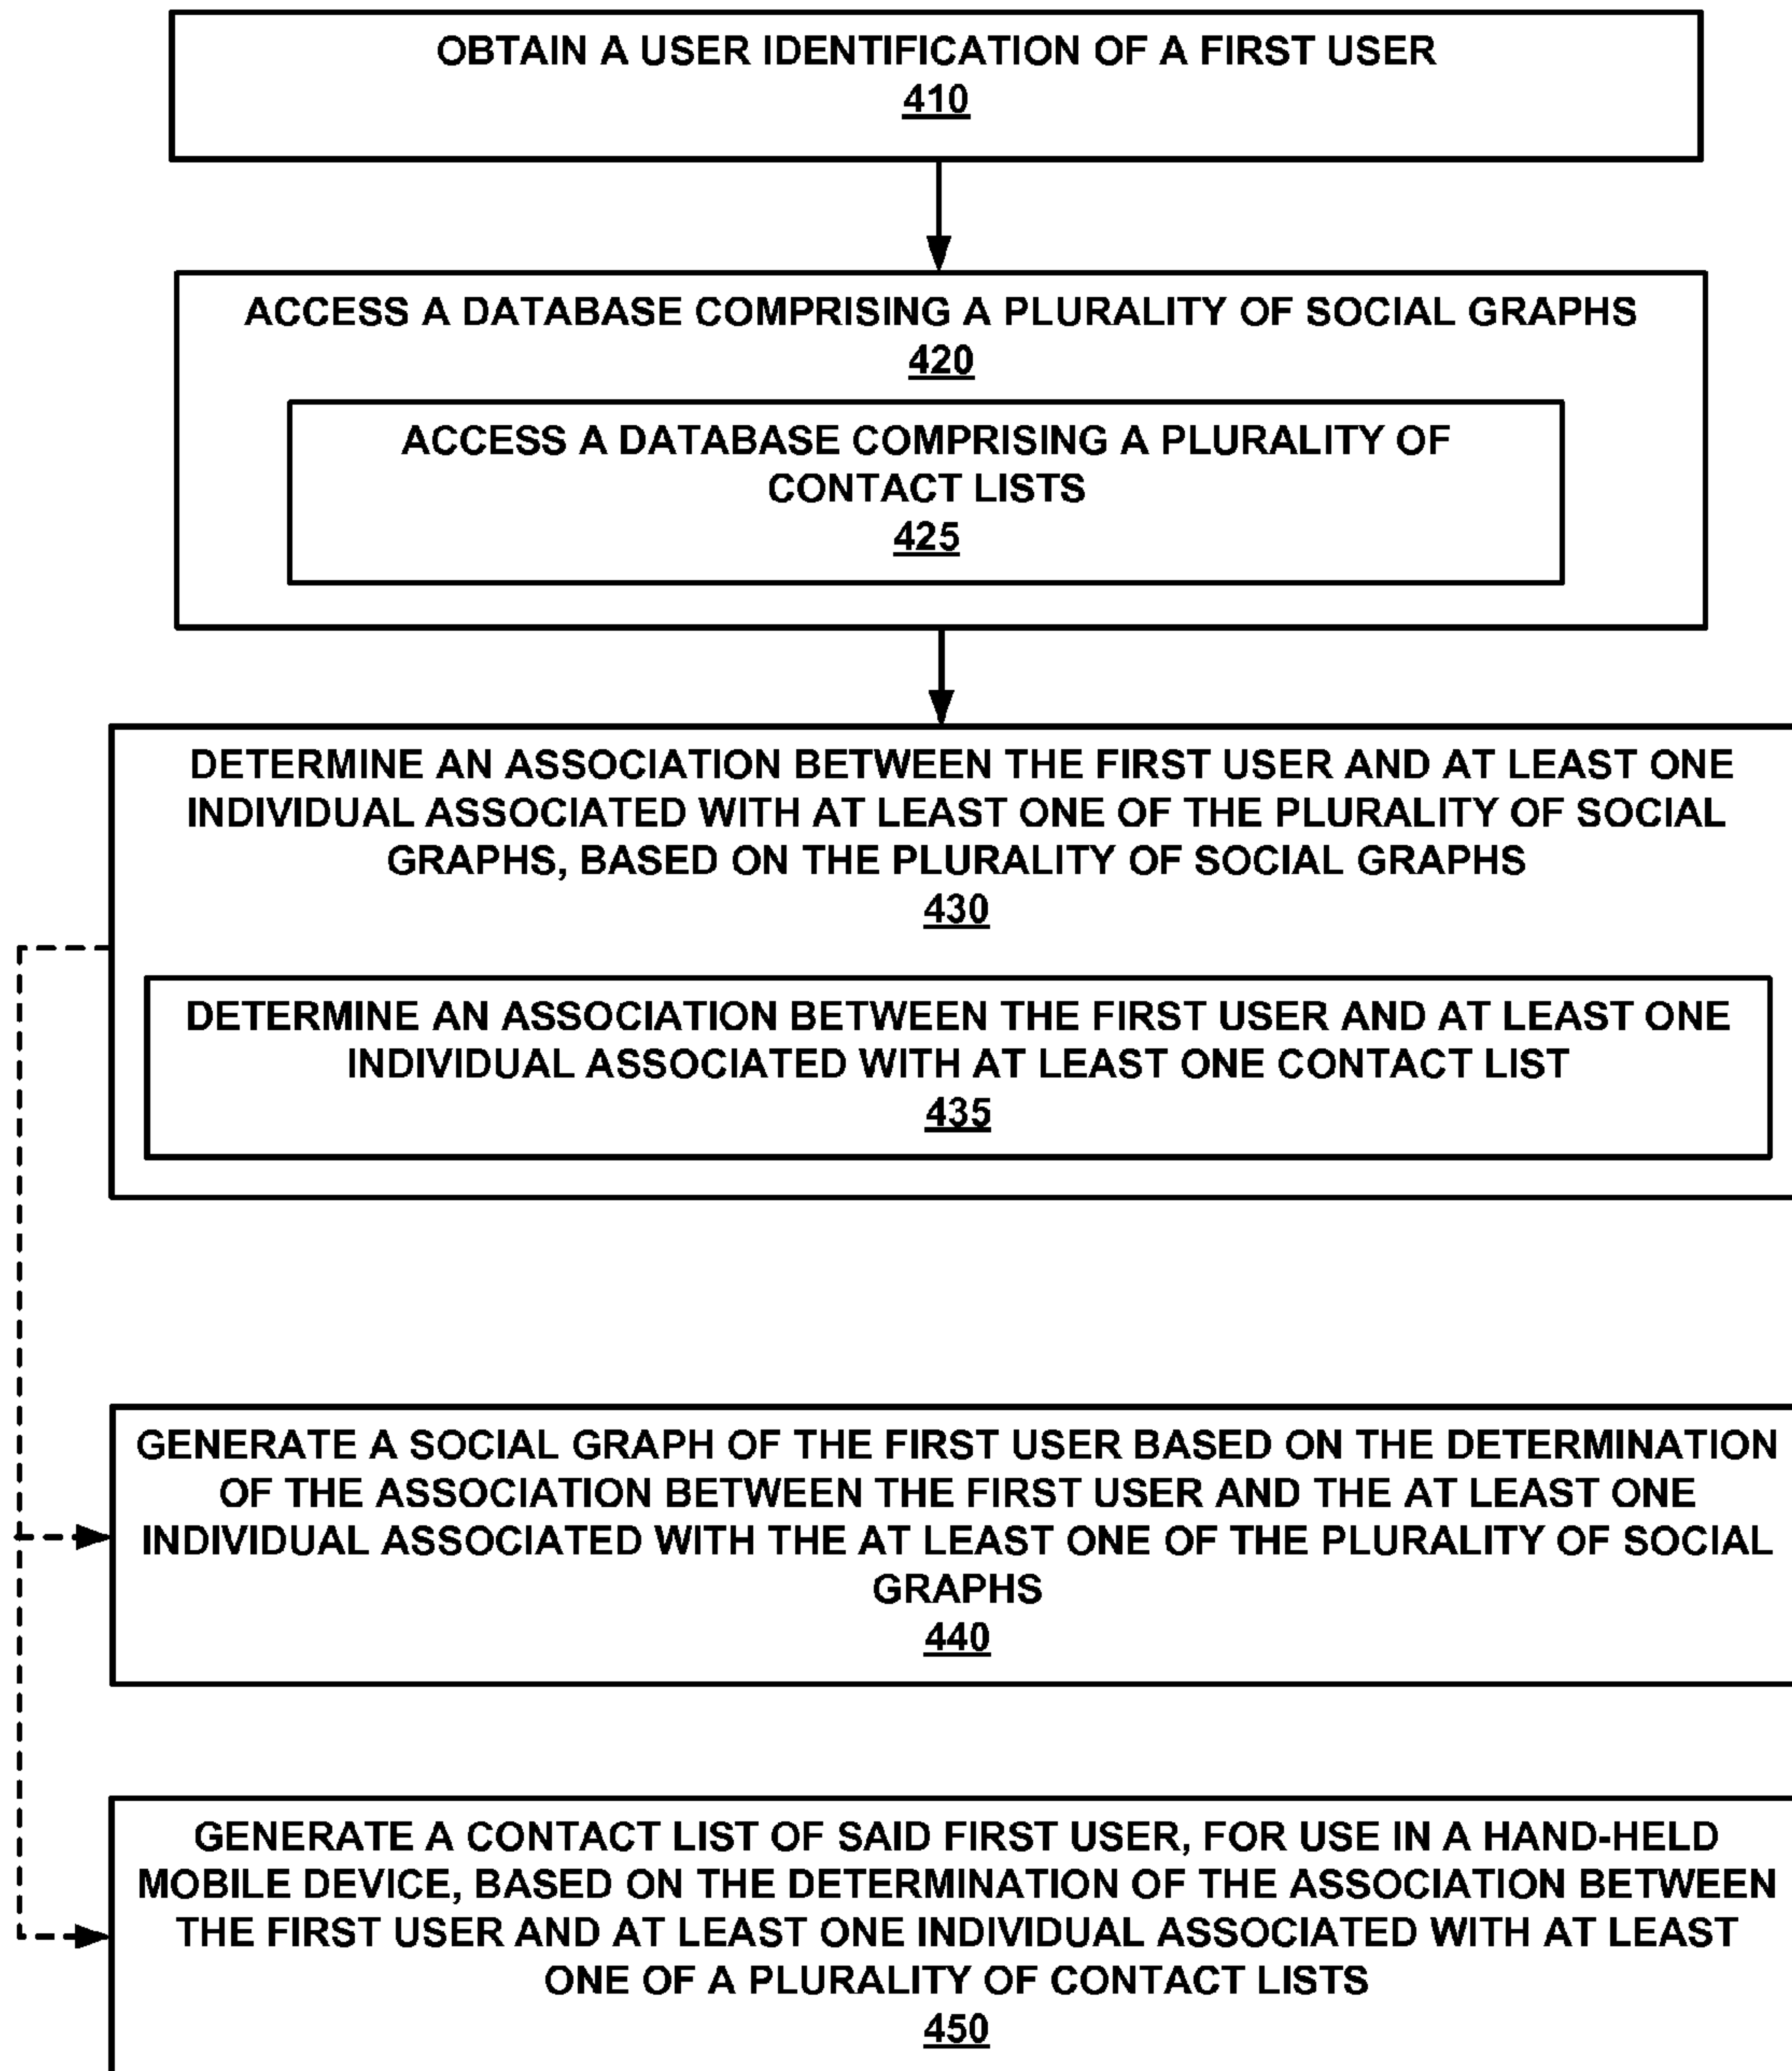 OBTAIN A USER IDENTIFICATION OF A FIRST USER
410
ACCESS A DATABASE COMPRISING A PLURALITY OF SOCIAL GRAPHS
420
ACCESS A DATABASE COMPRISING A PLURALITY OF
CONTACT LISTS
425
DETERMINE AN ASSOCIATION BETWEEN THE FIRST USER AND AT LEAST ONE
INDIVIDUAL ASSOCIATED WITH AT LEAST ONE OF THE PLURALITY OF SOCIAL
GRAPHS, BASED ON THE PLURALITY OF SOCIAL GRAPHS
430
DETERMINE AN ASSOCIATION BETWEEN THE FIRST USER AND AT LEAST ONE
INDIVIDUAL ASSOCIATED WITH AT LEAST ONE CONTACT LIST
435
GENERATE A SOCIAL GRAPH OF THE FIRST USER BASED ON THE DETERMINATION
OF THE ASSOCIATION BETWEEN THE FIRST USER AND THE AT LEAST ONE
INDIVIDUAL ASSOCIATED WITH THE AT LEAST ONE OF THE PLURALITY OF SOCIAL
GRAPHS
440
GENERATE A CONTACT LIST OF SAID FIRST USER, FOR USE IN A HAND-HELD
MOBILE DEVICE, BASED ON THE DETERMINATION OF THE ASSOCIATION BETWEEN
THE FIRST USER AND AT LEAST ONE INDIVIDUAL ASSOCIATED WITH AT LEAST
ONE OF A PLURALITY OF CONTACT LISTS
450